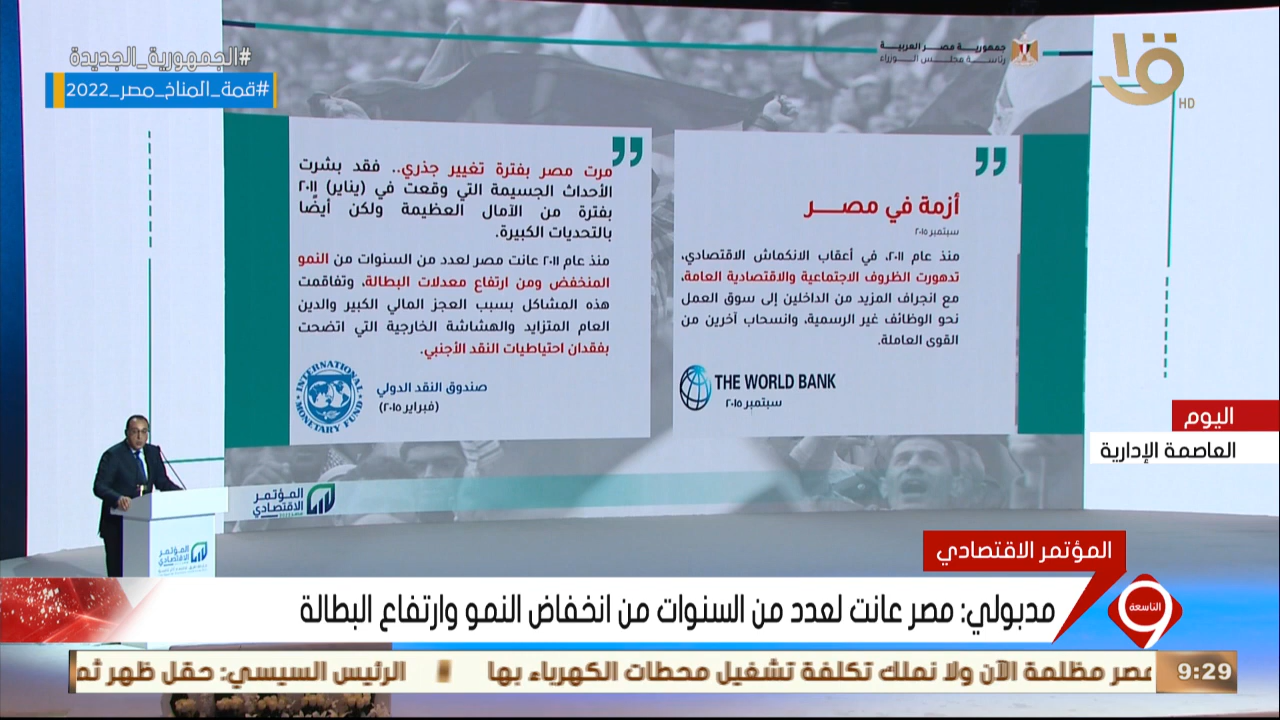 #الجمهورية_الجديدة
#قمة_المناخ_مصر_2022
جمهورية مصر العربية
رئاسة مجلس الوزراء
HD
أزمة في مصر
سبتمبر ٢٠١٥
منذ عام ٢٠١١، في أعقاب الانكماش الاقتصادي،
تدهورت الظروف الاجتماعية والاقتصادية العامة،
مع انجراف المزيد من الداخلين إلى سوق العمل
نحو الوظائف غير الرسمية، وانسحاب آخرين من
القوى العاملة.
THE WORLD BANK
سبتمبر ٢٠١٥
مرت مصر بفترة تغيير جذري.. فقد بشرت
الأحداث الجسيمة التي وقعت في (يناير) ٢٠١١
بفترة من الآمال العظيمة ولكن أيضًا
بالتحديات الكبيرة.
منذ عام ٢٠١١ عانت مصر لعدد من السنوات من النمو
المنخفض ومن ارتفاع معدلات البطالة، وتفاقمت
هذه المشاكل بسبب العجز المالي الكبير والدين
العام المتزايد والهشاشة الخارجية التي اتضحت
بفقدان احتياطيات النقد الأجنبي.
INTERNATIONAL MONETARY FUND
صندوق النقد الدولي
(فبراير ٢٠١٥)
اليوم
العاصمة الإدارية
المؤتمر
الاقتصادي
المؤتمر
الاقتصادي
المؤتمر الاقتصادي
التاسعة
مدبولي: مصر عانت لعدد من السنوات من انخفاض النمو وارتفاع البطالة
9:29
مصر مظلمة الآن ولا نملك تكلفة تشغيل محطات الكهرباء بها
الرئيس السيسي: حقل ظهر